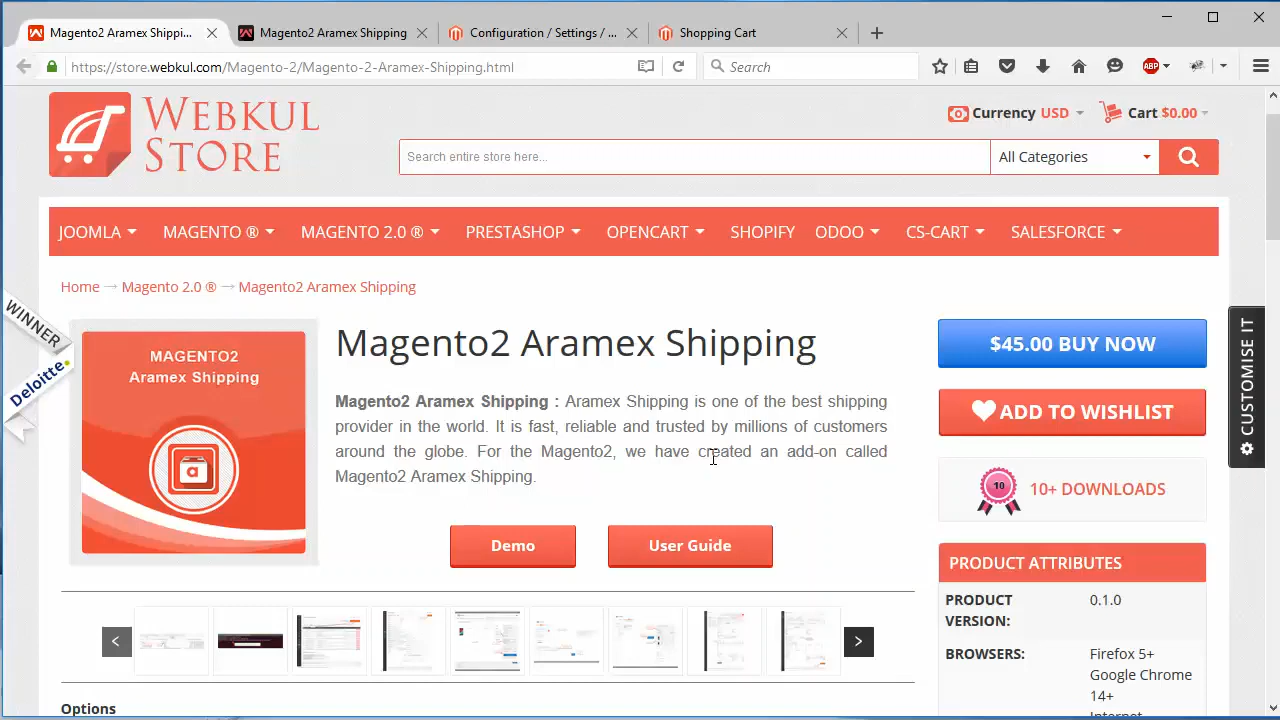 Magento2 Aramex Shippi...
Magento2 Aramex Shipping
Configuration / Settings / ...
Shopping Cart
https://store.webkul.com/Magento-2/Magento-2-Aramex-Shipping.html
Search
ABP
WEBKUL
STORE
Currency USD
Cart $0.00
Search entire store here...
All Categories
JOOMLA
MAGENTO ®
MAGENTO 2.0 ®
PRESTASHOP
OPENCART
SHOPIFY
ODOO
CS-CART
SALESFORCE
Home → Magento 2.0 ® → Magento2 Aramex Shipping
WINNER
Deloitte.
MAGENTO2
Aramex Shipping
a
Magento2 Aramex Shipping
Magento2 Aramex Shipping : Aramex Shipping is one of the best shipping
provider in the world. It is fast, reliable and trusted by millions of customers
around the globe. For the Magento2, we have created an add-on called
Magento2 Aramex Shipping.
Demo
User Guide
<
>
Options
$45.00 BUY NOW
ADD TO WISHLIST
10
10+ DOWNLOADS
PRODUCT ATTRIBUTES
PRODUCT VERSION:
0.1.0
BROWSERS:
Firefox 5+
Google Chrome
14+
Internet
CUSTOMISE IT